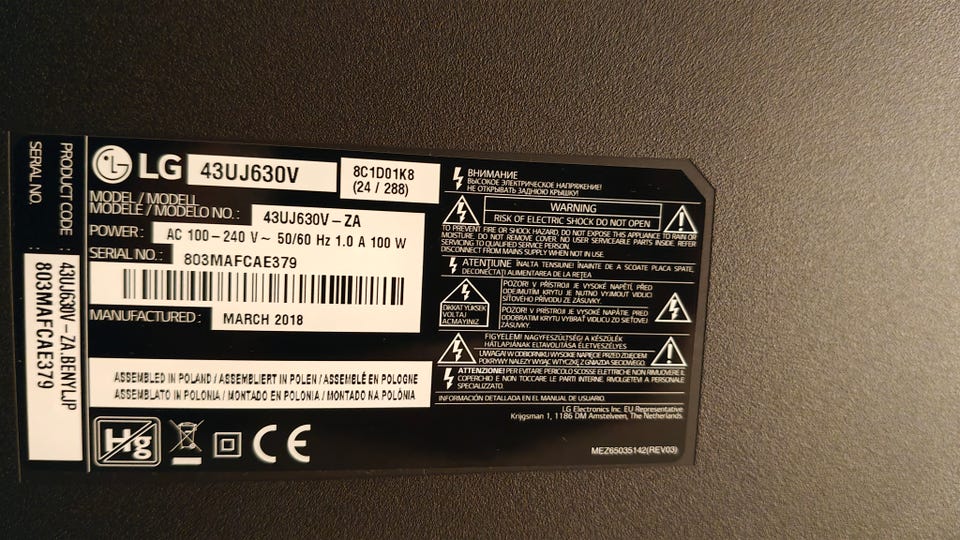 PRODUCT CODE : 43UJ630V-ZA.BENYLJP
SERIAL NO. : 803MAFCAE379
LG 43UJ630V
8C1D01K8
(24 / 288)
MODEL / MODELL
MODELE / MODELO NO. : 43UJ630V-ZA
POWER : AC 100-240 V~ 50/60 Hz 1.0 A 100 W
SERIAL NO. : 803MAFCAE379
MANUFACTURED : MARCH 2018
ASSEMBLED IN POLAND / ASSEMBLIERT IN POLEN / ASSEMBLÉ EN POLOGNE
ASSEMBLATO IN POLONIA / MONTADO EN POLONIA / MONTADO NA POLÓNIA
Hg
CE
ВНИМАНИЕ
ВЫСОКОЕ ЭЛЕКТРИЧЕСКОЕ НАПРЯЖЕНИЕ!
НЕ ОТКРЫВАТЬ ЗАДНЮЮ КРЫШКУ!
WARNING
RISK OF ELECTRIC SHOCK DO NOT OPEN
TO PREVENT FIRE OR SHOCK HAZARD, DO NOT EXPOSE THIS APPLIANCE TO RAIN OR
MOISTURE. DO NOT REMOVE COVER. NO USER SERVICEABLE PARTS INSIDE. REFER
SERVICING TO QUALIFIED SERVICE PERSON.
DISCONNECT FROM MAINS SUPPLY WHEN NOT IN USE.
ATENŢIUNE ÎNALTA TENSIUNE! ÎNAINTE DE A SCOATE PLACA SPATE,
DECONECTAŢI ALIMENTAREA DE LA REŢEA
DIKKAT YUKSEK
VOLTAJ
ACMAYINIZ
POZOR! V PŘÍSTROJI JE VYSOKÉ NAPĚTÍ, PŘED
ODEJMUTÍM KRYTU JE NUTNO VYJMOUT VIDLICI
SÍŤOVÉHO PŘÍVODU ZE ZÁSUVKY.
POZOR! V PRÍSTROJI JE VYSOKÉ NAPÄTIE, PRED
ODOBRATÍM KRYTU VYBRAŤ VIDLICU ZO SIEŤOVEJ
ZÁSUVKY.
FIGYELEM! NAGYFESZÜLTSÉG! A KÉSZÜLÉK
HÁTLAPJÁNAK ELTÁVOLÍTÁSA ÉLETVESZÉLYES
UWAGA! W ODBIORNIKU WYSOKIE NAPIĘCIE PRZED ZDJĘCIEM
POKRYWY NALEŻY WYJĄĆ WTYCZKĘ Z GNIAZDA SIECIOWEGO.
ATTENZIONE! PER EVITARE PERICOLO SCOSSE ELETTRICHE NON RIMUOVERE IL
COPERCHIO E NON TOCCARE LE PARTI INTERNE. RIVOLGETEVI A PERSONALE
SPECIALIZZATO.
INFORMACIÓN DETALLADA EN EL MANUAL DE USUARIO.
LG Electronics Inc. EU Representative
Krijgsman 1, 1186 DM Amstelveen, The Netherlands
MEZ65035142(REV03)